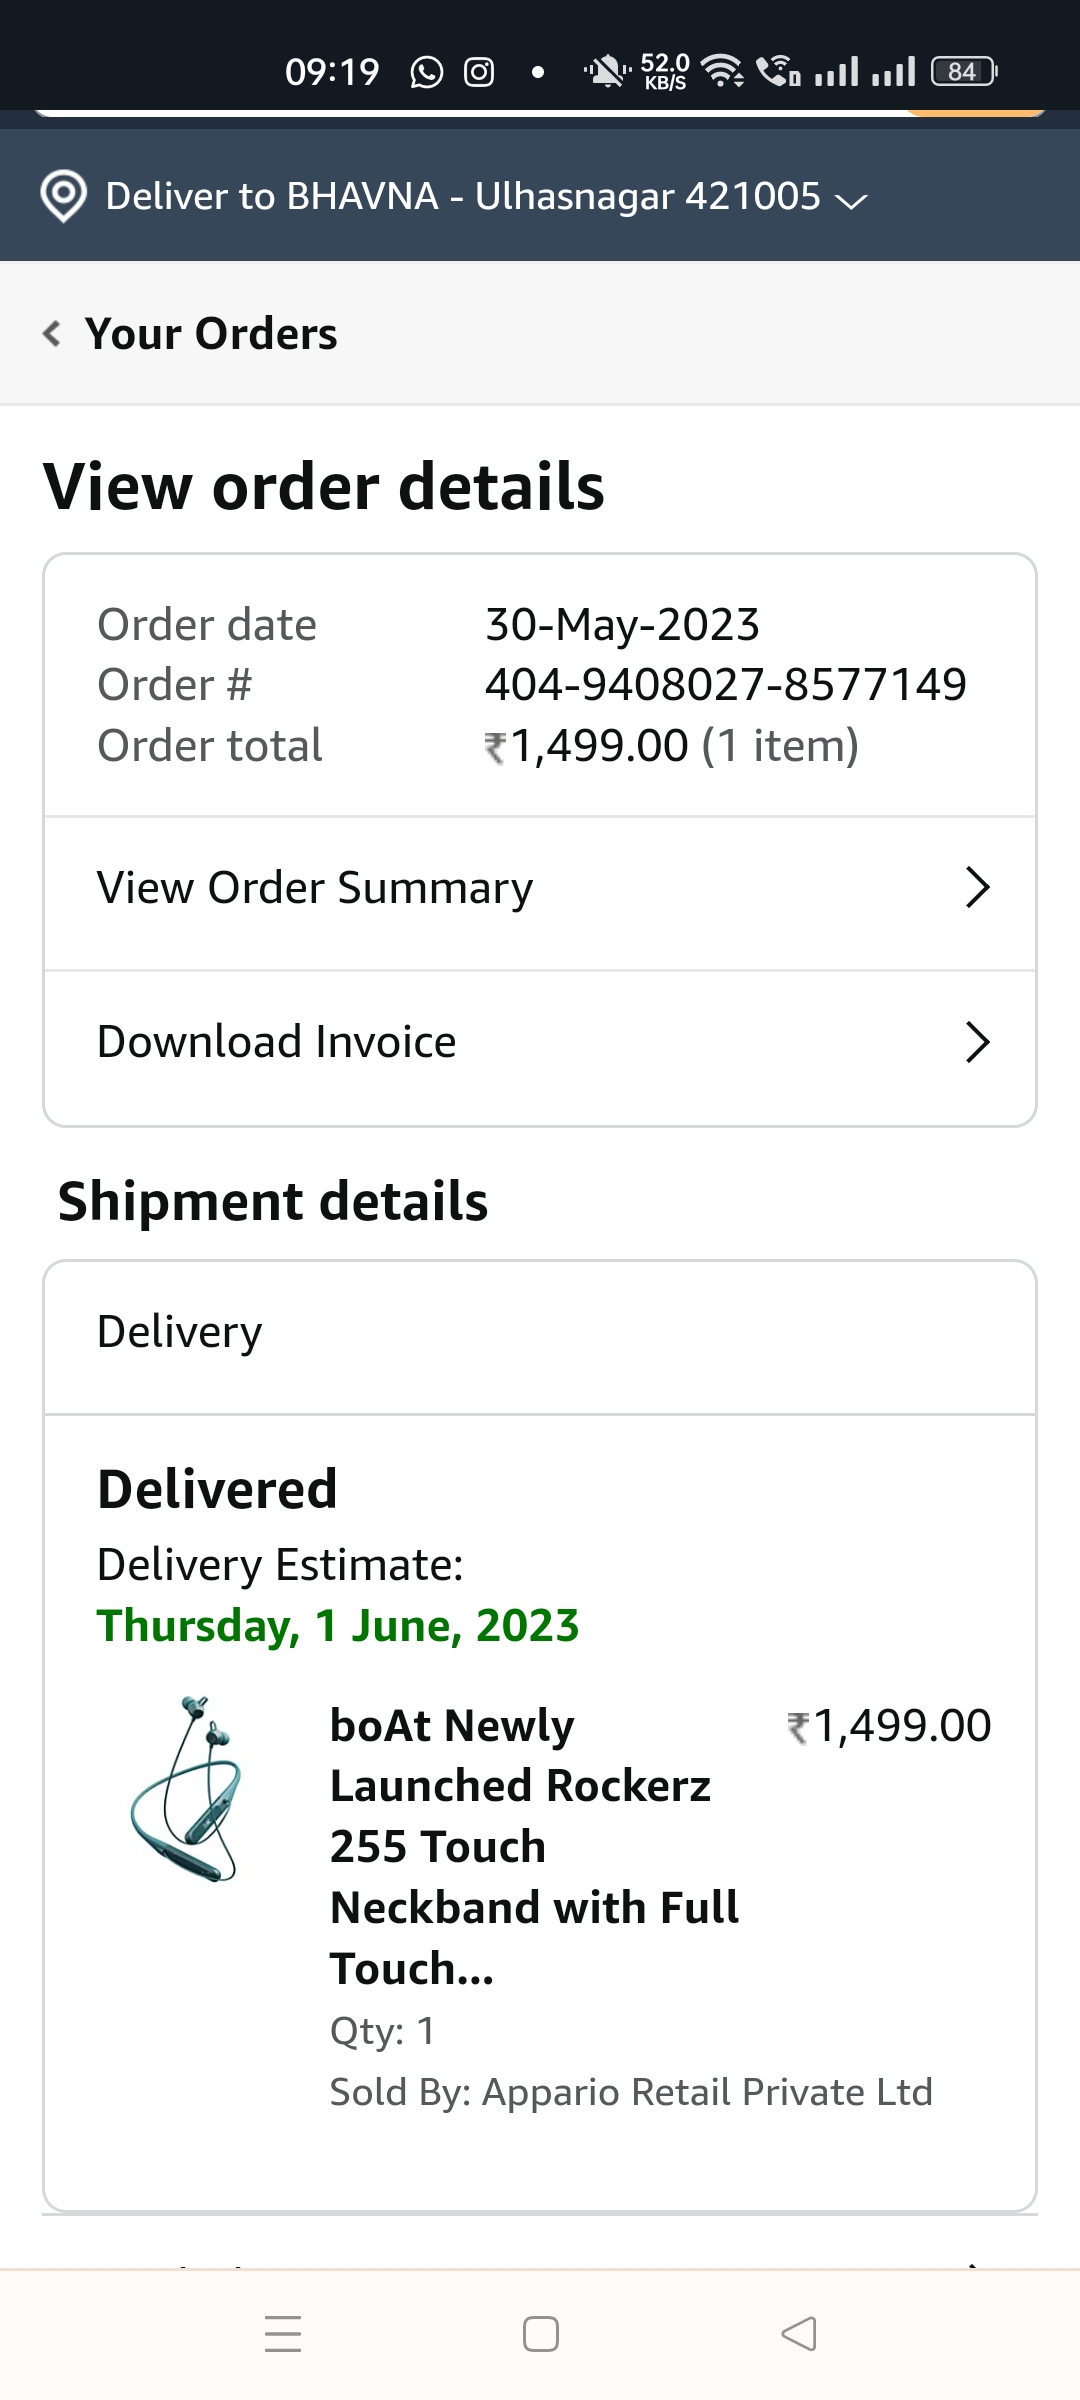 09:19 52.0 KB/S 84
Deliver to BHAVNA - Ulhasnagar 421005
Your Orders
View order details
Order date 30-May-2023
Order # 404-9408027-8577149
Order total ₹1,499.00 (1 item)
View Order Summary
Download Invoice
Shipment details
Delivery
Delivered
Delivery Estimate:
Thursday, 1 June, 2023
boAt Newly ₹1,499.00
Launched Rockerz
255 Touch
Neckband with Full
Touch...
Qty: 1
Sold By: Appario Retail Private Ltd